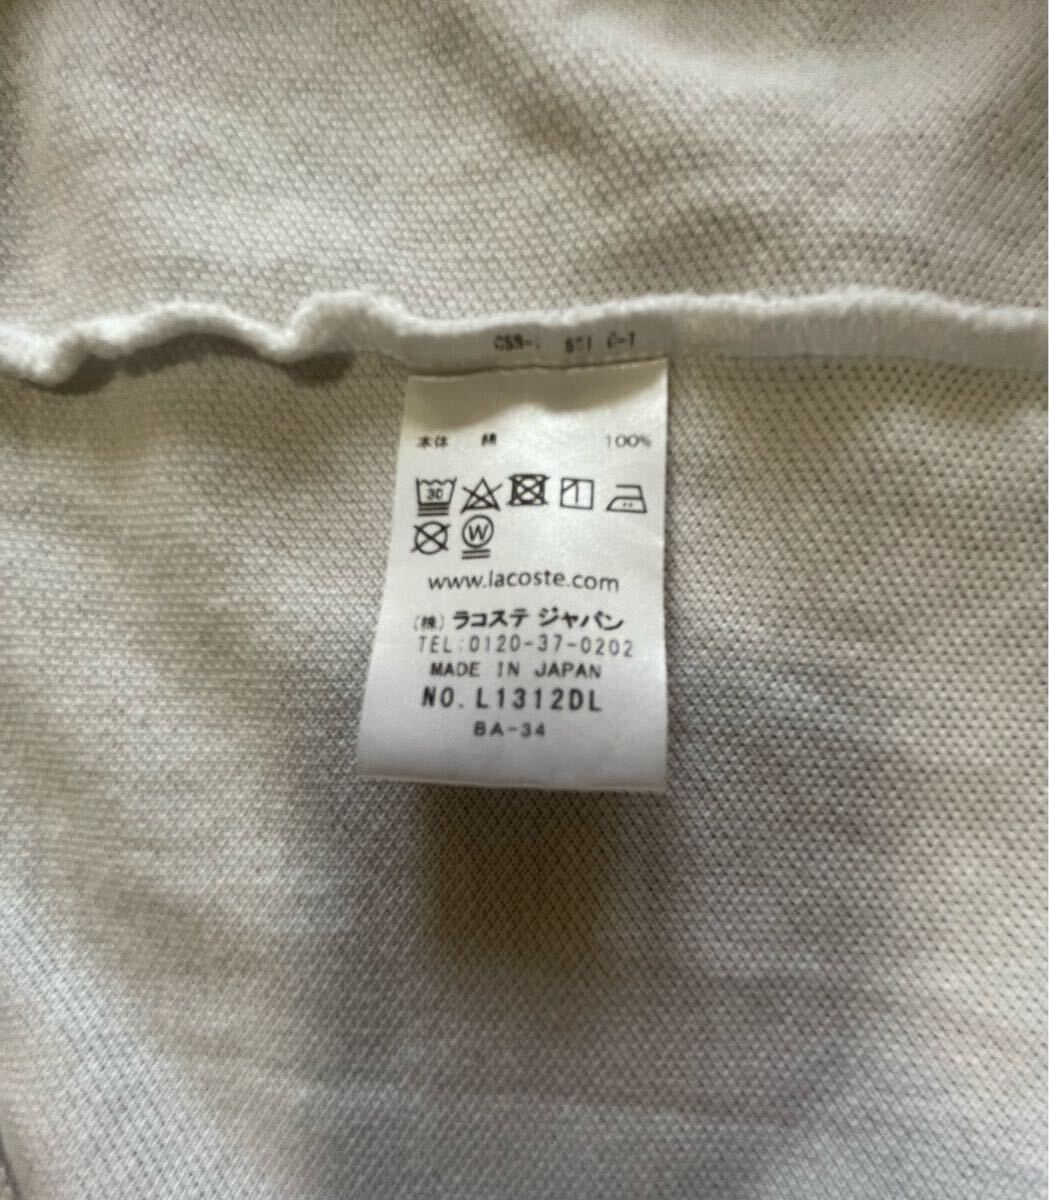 本体 綿 100%
30
W
www.lacoste.com
(株) ラコステ ジャパン
TEL:0120-37-0202
MADE IN JAPAN
NO. L1312DL
BA-34